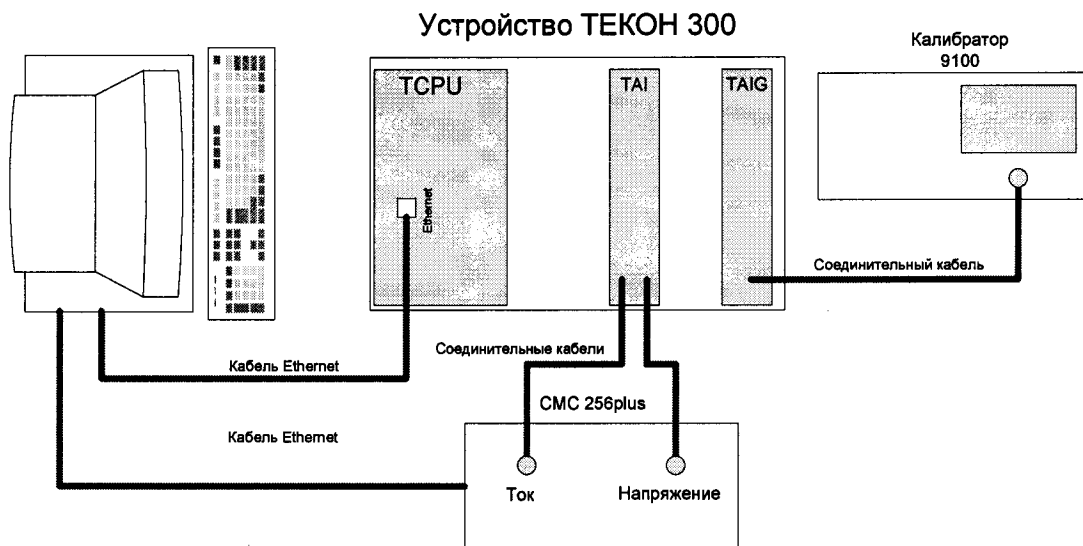 Устройство ТЕКОН 300
Калибратор
9100
TCPU
TAI
TAIG
Ethernet
Соединительный кабель
Соединительные кабели
Кабель Ethernet
СМС 256plus
Кабель Ethernet
Ток
Напряжение